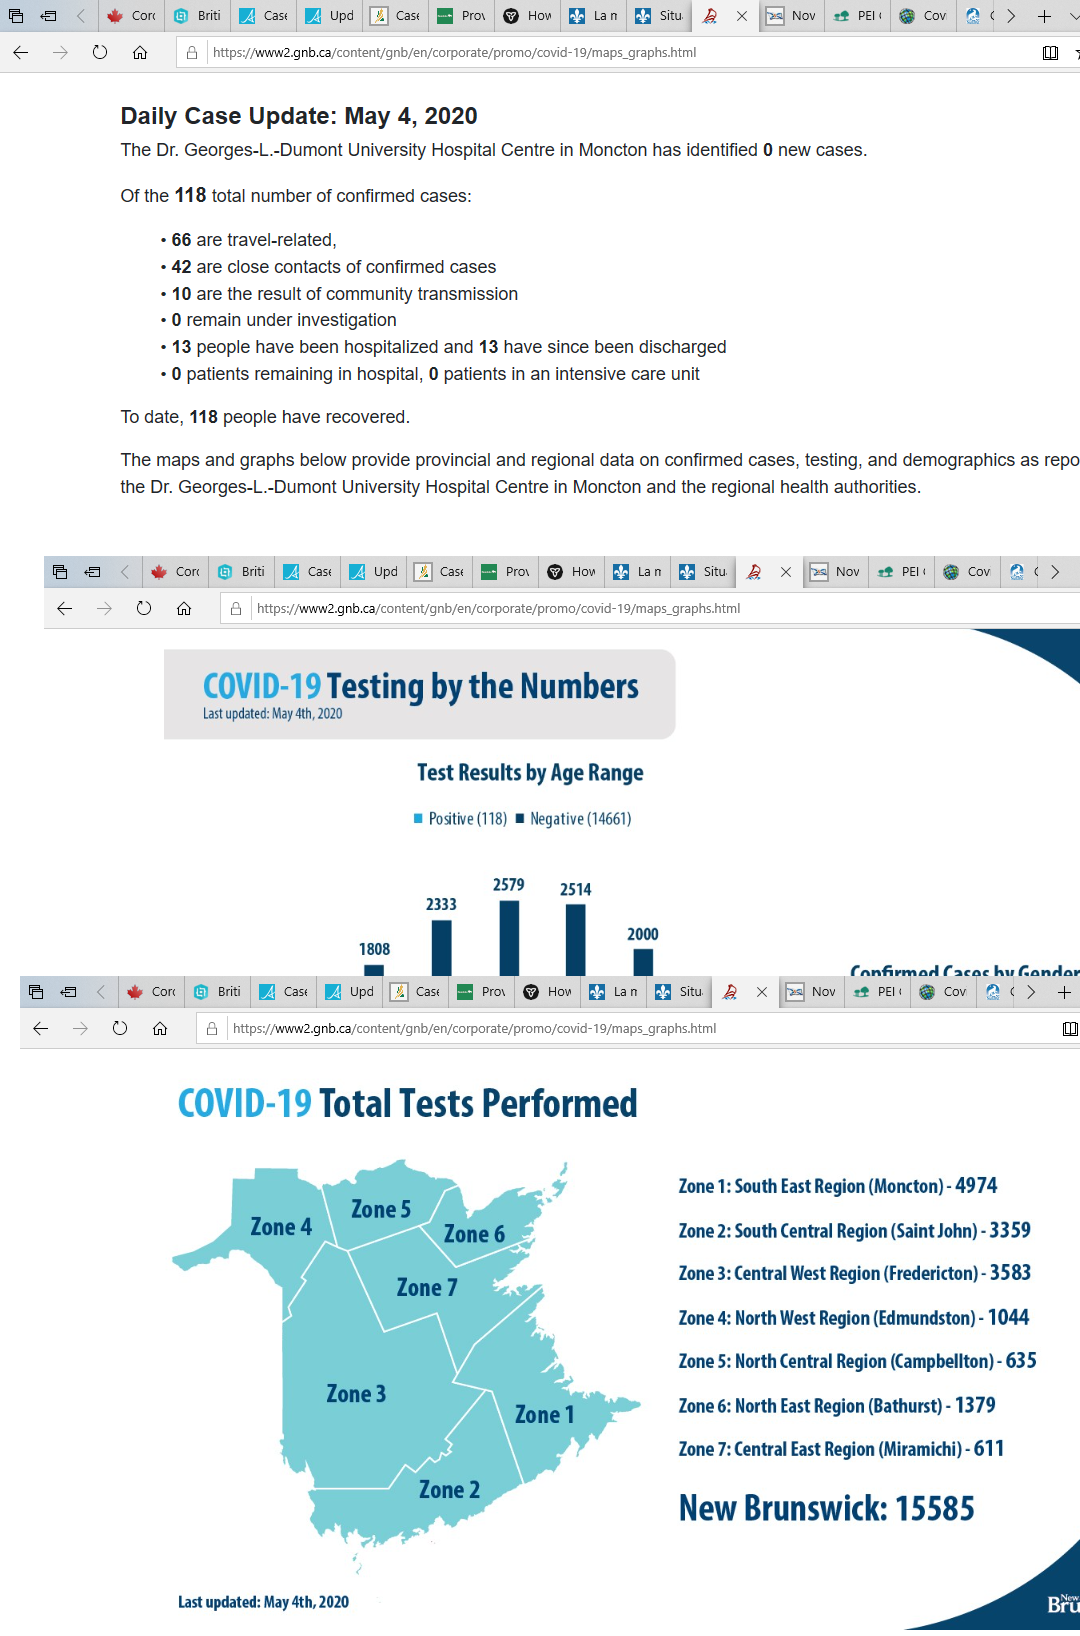 Corc
Briti
Case
Upd
Case
Prov
How
La n
Situ
Nov
PEI
Cov
https://www2.gnb.ca/content/gnb/en/corporate/promo/covid-19/maps_graphs.html
Daily Case Update: May 4, 2020
The Dr. Georges-L.-Dumont University Hospital Centre in Moncton has identified 0 new cases.
Of the 118 total number of confirmed cases:
• 66 are travel-related,
• 42 are close contacts of confirmed cases
• 10 are the result of community transmission
• 0 remain under investigation
• 13 people have been hospitalized and 13 have since been discharged
• 0 patients remaining in hospital, 0 patients in an intensive care unit
To date, 118 people have recovered.
The maps and graphs below provide provincial and regional data on confirmed cases, testing, and demographics as repo
the Dr. Georges-L.-Dumont University Hospital Centre in Moncton and the regional health authorities.
Corc
Briti
Case
Upd
Case
Prov
How
La n
Situ
Nov
PEI
Cov
https://www2.gnb.ca/content/gnb/en/corporate/promo/covid-19/maps_graphs.html
COVID-19 Testing by the Numbers
Last updated: May 4th, 2020
Test Results by Age Range
Positive (118) Negative (14661)
2579
2514
2333
2000
1808
Confirmed Cases by Gender
Corc
Briti
Case
Upd
Case
Prov
How
La n
Situ
Nov
PEI
Cov
https://www2.gnb.ca/content/gnb/en/corporate/promo/covid-19/maps_graphs.html
COVID-19 Total Tests Performed
Zone 4
Zone 5
Zone 6
Zone 7
Zone 3
Zone 1
Zone 2
Zone 1: South East Region (Moncton) - 4974
Zone 2: South Central Region (Saint John) - 3359
Zone 3: Central West Region (Fredericton) - 3583
Zone 4: North West Region (Edmundston) - 1044
Zone 5: North Central Region (Campbellton) - 635
Zone 6: North East Region (Bathurst) - 1379
Zone 7: Central East Region (Miramichi) - 611
New Brunswick: 15585
Last updated: May 4th, 2020
New
Bru